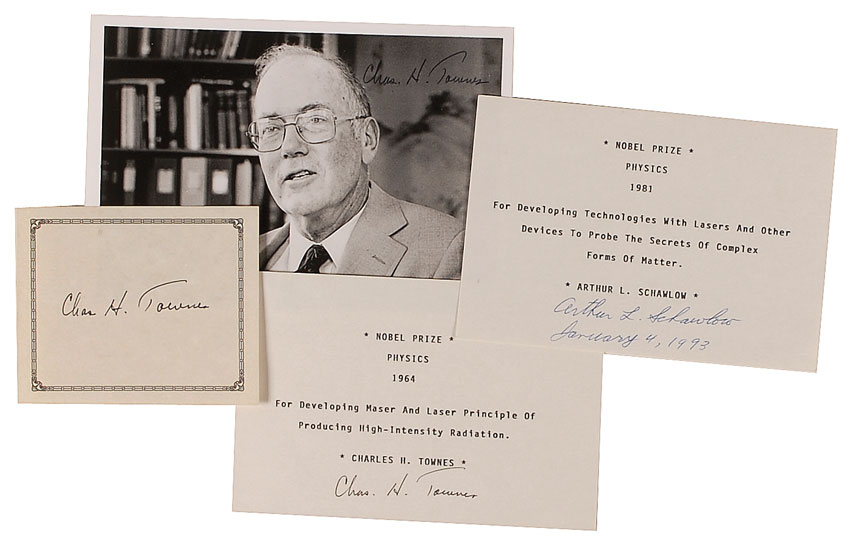 Chas. H. Townes
* NOBEL PRIZE *
PHYSICS
1981
For Developing Technologies With Lasers And Other
Devices To Probe The Secrets Of Complex
Forms Of Matter.
* ARTHUR L. SCHAWLOW *
Arthur L. Schawlow
January 4, 1993
Chas H. Townes
* NOBEL PRIZE *
PHYSICS
1964
For Developing Maser And Laser Principle Of
Producing High-Intensity Radiation.
* CHARLES H. TOWNES *
Chas. H. Townes